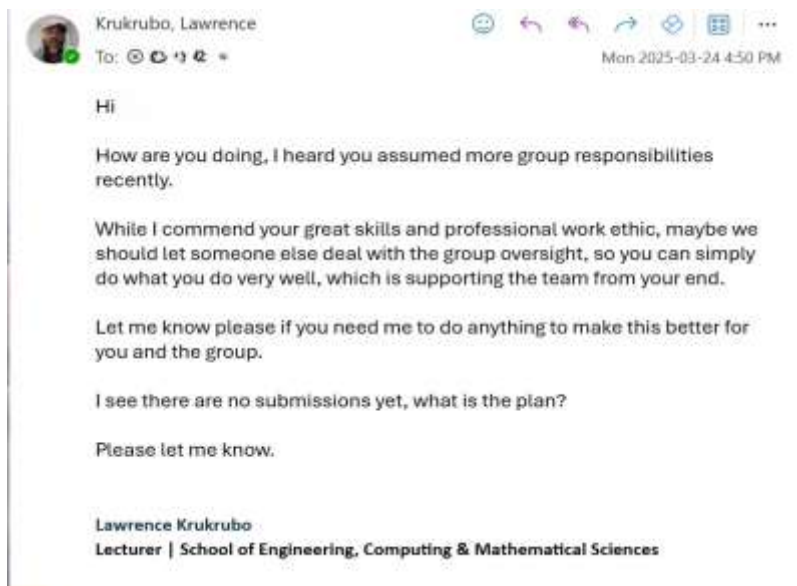 Krukrubo, Lawrence
To:
Mon 2025-03-24 4:50 PM
Hi
How are you doing, I heard you assumed more group responsibilities
recently.
While I commend your great skills and professional work ethic, maybe we
should let someone else deal with the group oversight, so you can simply
do what you do very well, which is supporting the team from your end.
Let me know please if you need me to do anything to make this better for
you and the group.
I see there are no submissions yet, what is the plan?
Please let me know.
Lawrence Krukrubo
Lecturer | School of Engineering, Computing & Mathematical Sciences